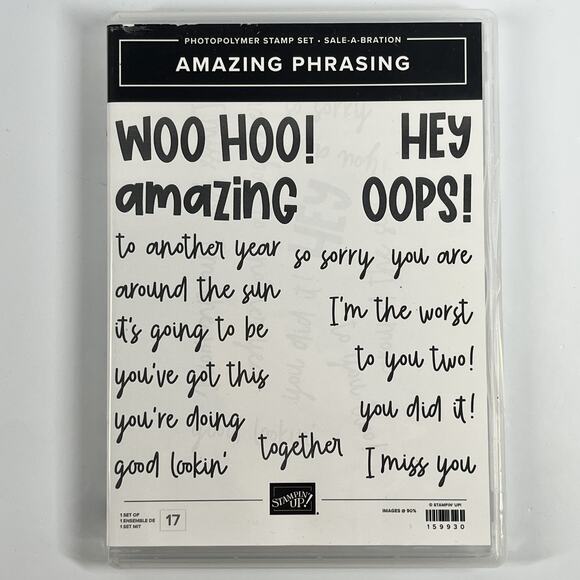 PHOTOPOLYMER STAMP SET • SALE-A-BRATION
AMAZING PHRASING
WOO HOO! HEY
amazing OOPS!
to another year so sorry you are
around the sun
I'm the worst
it's going to be
to you two!
you've got this
you did it!
you're doing
together
good lookin' I miss you
STAMPIN' UP!®
1 SET OF
1 ENSEMBLE DE
1 SET MIT
17
IMAGES @ 90%
© STAMPIN' UP!
159930